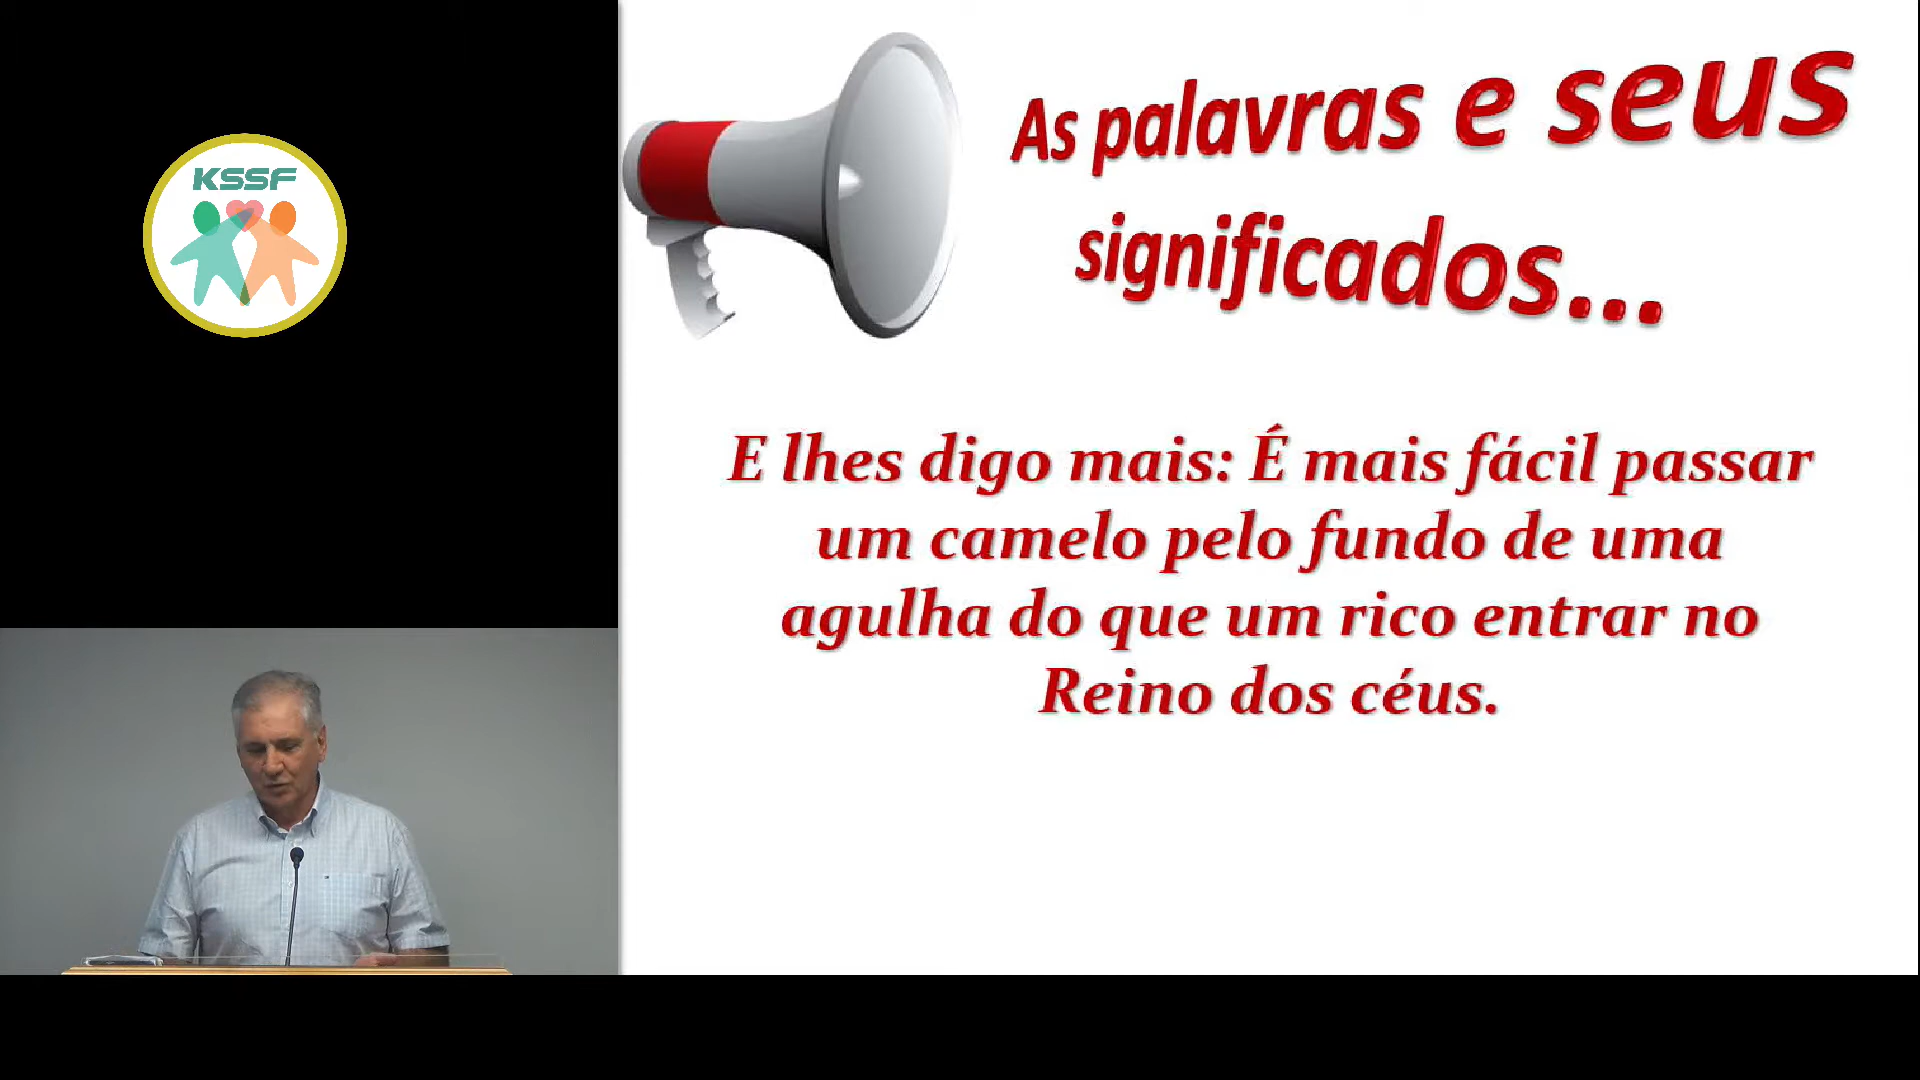 KSSF
As palavras e seus
significados...
E lhes digo mais: É mais fácil passar
um camelo pelo fundo de uma
agulha do que um rico entrar no
Reino dos céus.